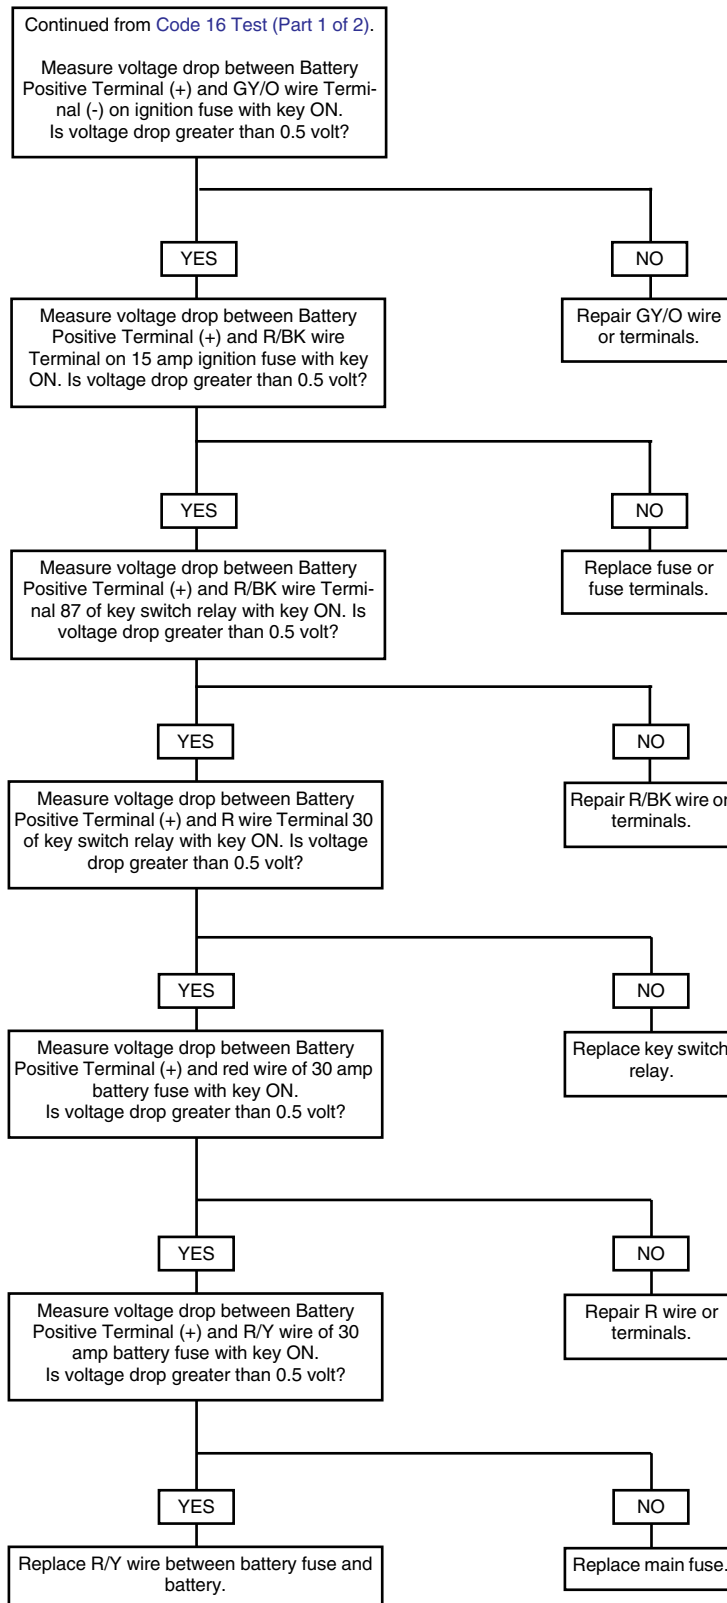 Continued from Code 16 Test (Part 1 of 2).
Measure voltage drop between Battery
Positive Terminal (+) and GY/O wire Termi-
nal (-) on ignition fuse with key ON.
Is voltage drop greater than 0.5 volt?
YES
NO
Measure voltage drop between Battery
Positive Terminal (+) and R/BK wire
Terminal on 15 amp ignition fuse with key
ON. Is voltage drop greater than 0.5 volt?
Repair GY/O wire
or terminals.
YES
NO
Measure voltage drop between Battery
Positive Terminal (+) and R/BK wire Termi-
nal 87 of key switch relay with key ON. Is
voltage drop greater than 0.5 volt?
Replace fuse or
fuse terminals.
YES
NO
Measure voltage drop between Battery
Positive Terminal (+) and R wire Terminal 30
of key switch relay with key ON. Is voltage
drop greater than 0.5 volt?
Repair R/BK wire or
terminals.
YES
NO
Measure voltage drop between Battery
Positive Terminal (+) and red wire of 30 amp
battery fuse with key ON.
Is voltage drop greater than 0.5 volt?
Replace key switch
relay.
YES
NO
Measure voltage drop between Battery
Positive Terminal (+) and R/Y wire of 30
amp battery fuse with key ON.
Is voltage drop greater than 0.5 volt?
Repair R wire or
terminals.
YES
NO
Replace R/Y wire between battery fuse and
battery.
Replace main fuse.